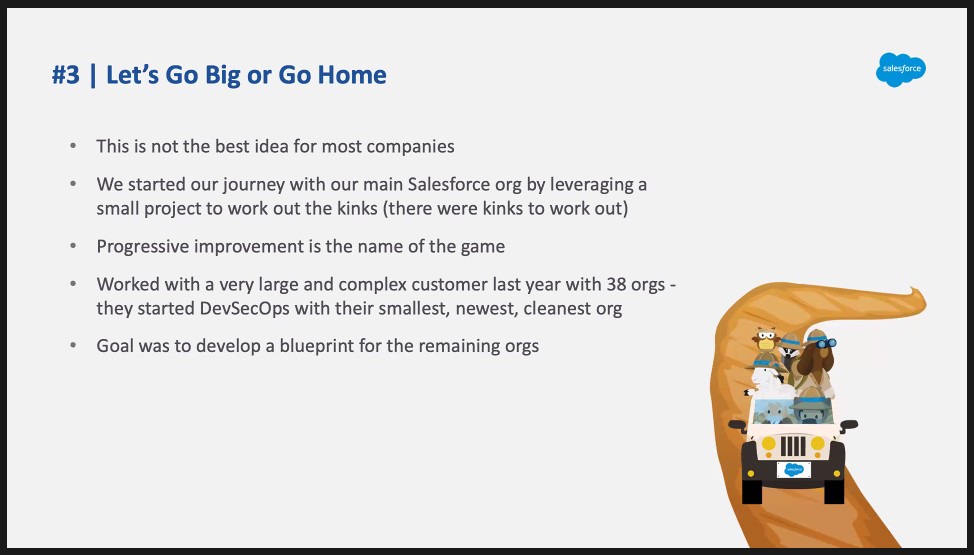 #3 | Let's Go Big or Go Home
salesforce
• This is not the best idea for most companies
• We started our journey with our main Salesforce org by leveraging a
small project to work out the kinks (there were kinks to work out)
• Progressive improvement is the name of the game
• Worked with a very large and complex customer last year with 38 orgs -
they started DevSecOps with their smallest, newest, cleanest org
• Goal was to develop a blueprint for the remaining orgs